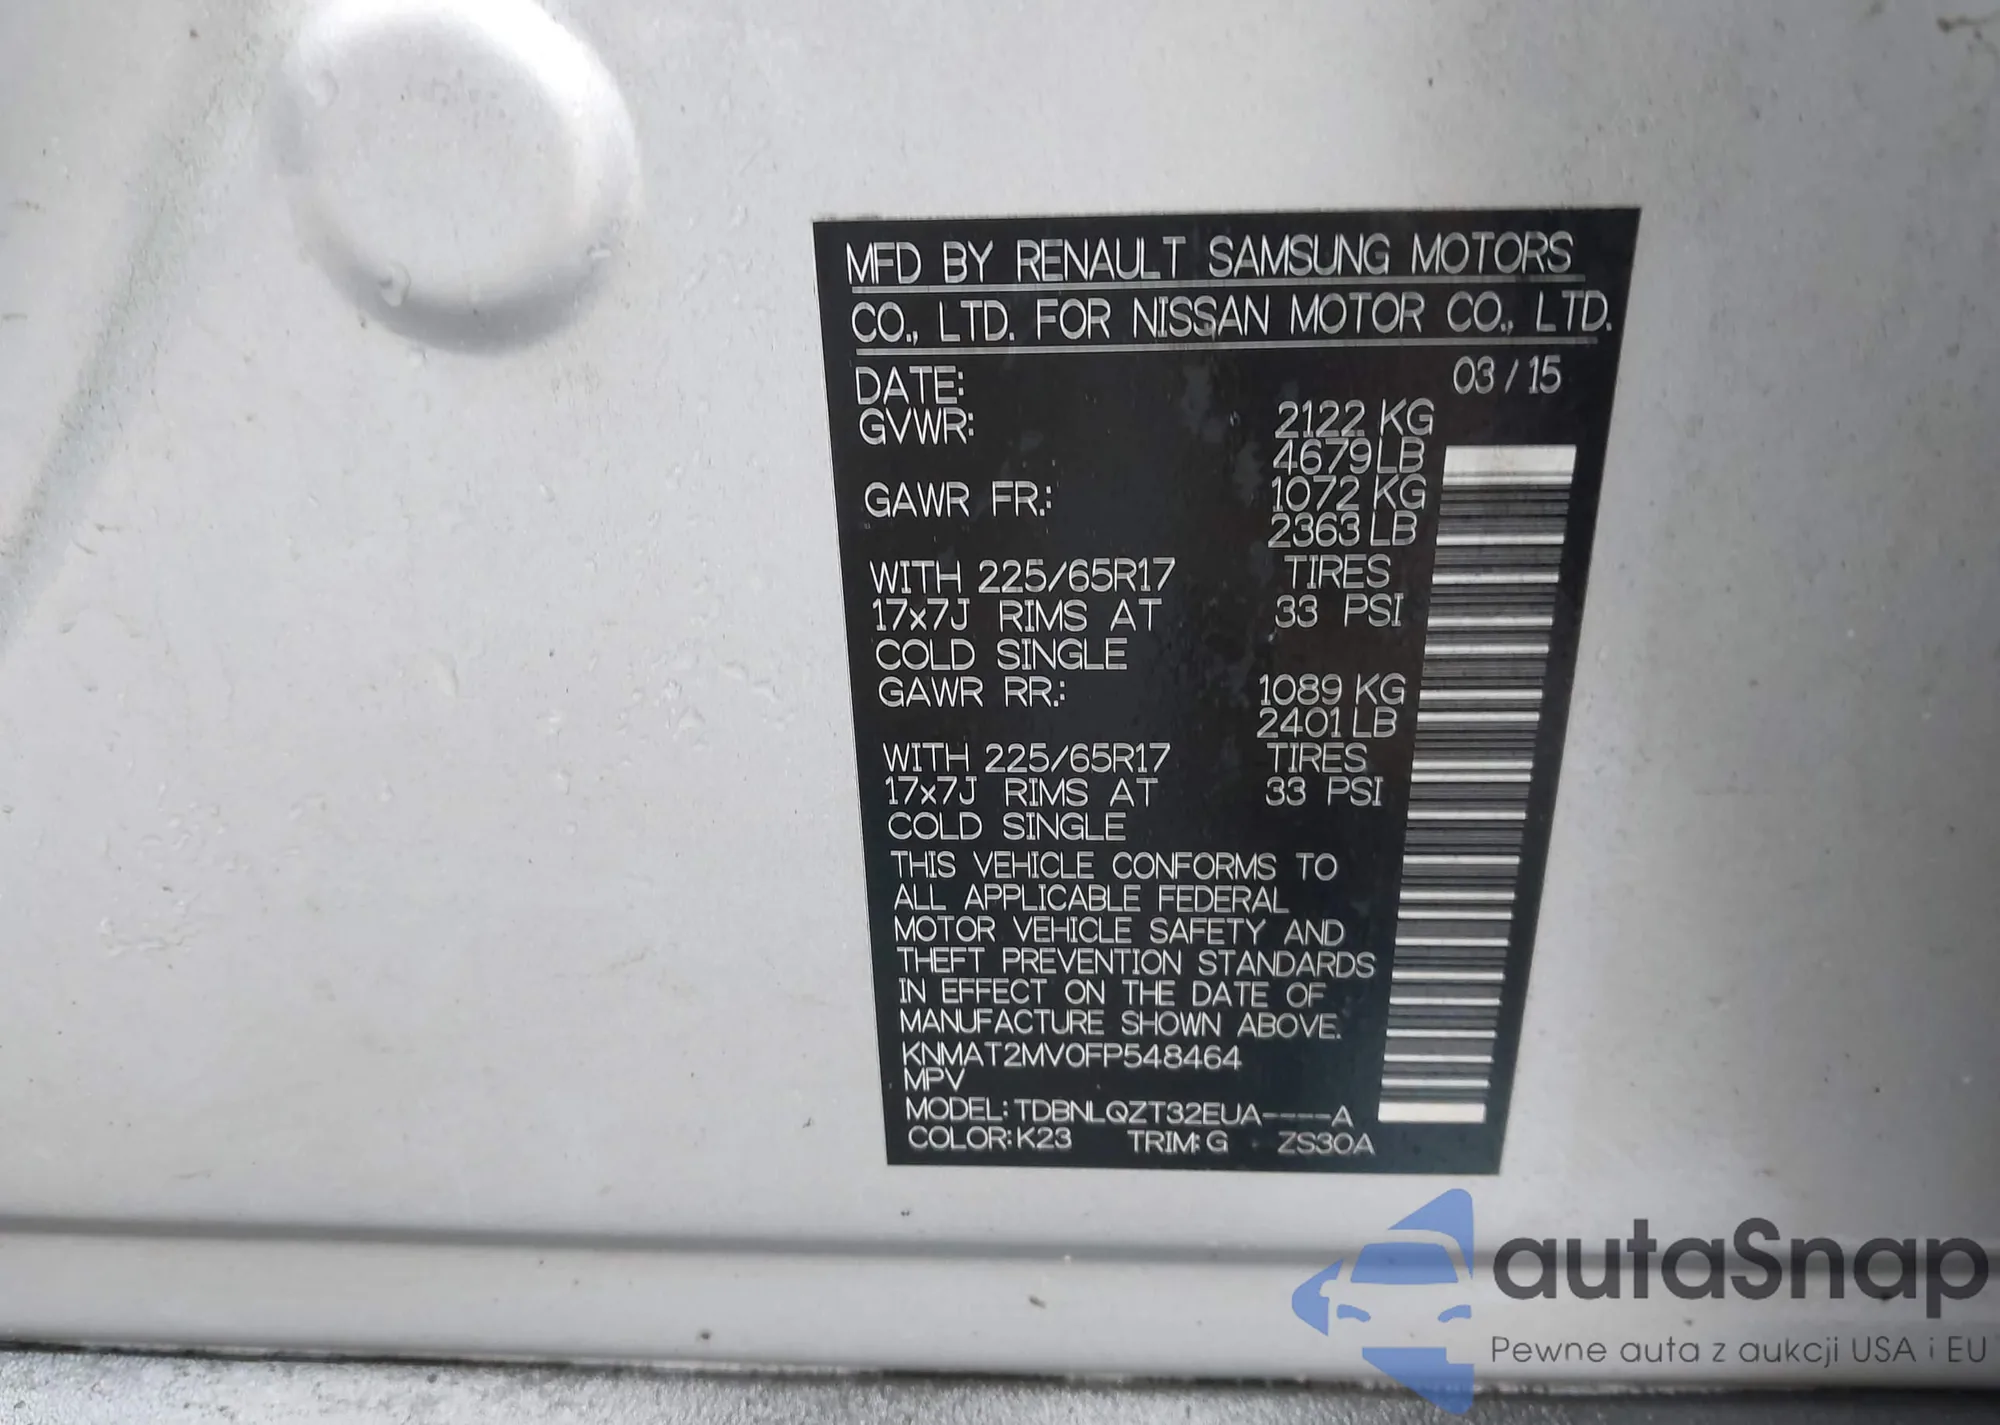 MFD BY RENAULT SAMSUNG MOTORS
CO., LTD. FOR NISSAN MOTOR CO., LTD.
DATE: 03 / 15
GVWR: 2122 KG
4679 LB
GAWR FR.: 1072 KG
2363 LB
WITH 225/65R17 TIRES
17x7J RIMS AT 33 PSI
COLD SINGLE
GAWR RR.: 1089 KG
2401 LB
WITH 225/65R17 TIRES
17x7J RIMS AT 33 PSI
COLD SINGLE
THIS VEHICLE CONFORMS TO
ALL APPLICABLE FEDERAL
MOTOR VEHICLE SAFETY AND
THEFT PREVENTION STANDARDS
IN EFFECT ON THE DATE OF
MANUFACTURE SHOWN ABOVE.
KNMAT2MV0FP548464
MPV
MODEL: TDBNLQZT32EUA----A
COLOR: K23 TRIM: G ZS30A
autaSnap
Pewne auta z aukcji USA i EU